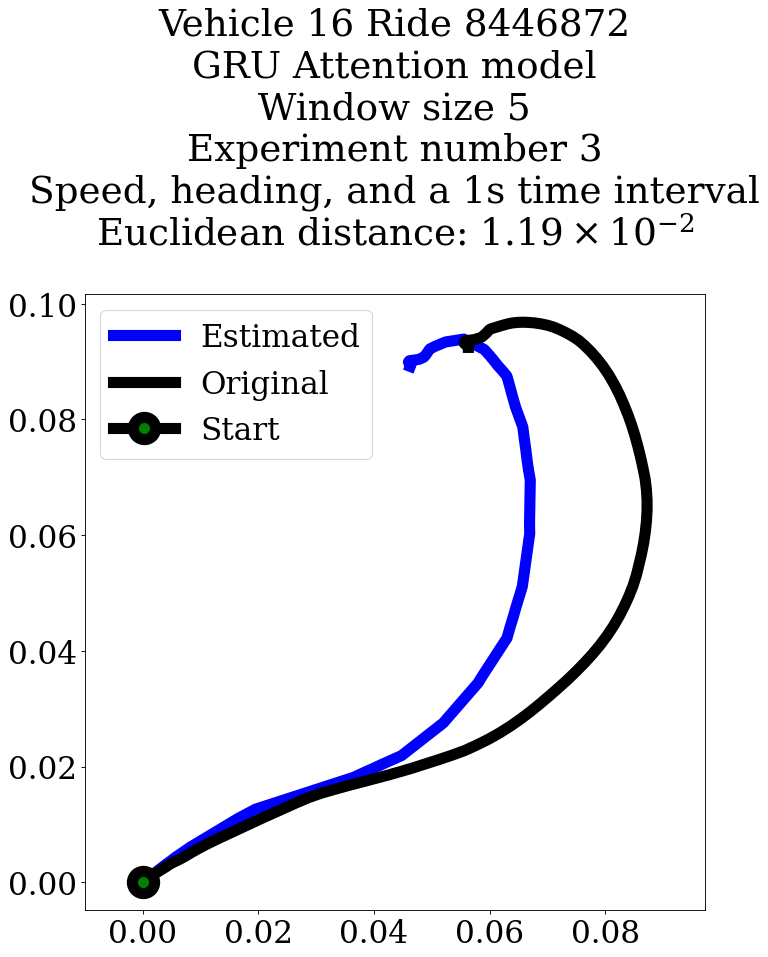 Vehicle 16 Ride 8446872
GRU Attention model
Window size 5
Experiment number 3
Speed, heading, and a 1s time interval
Euclidean distance: 1.19 × 10⁻²
0.10
0.08
0.06
0.04
0.02
0.00
Estimated
Original
Start
0.00 0.02 0.04 0.06 0.08